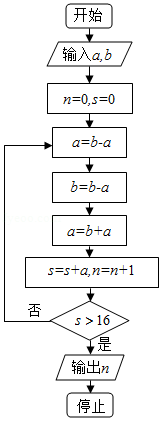 开始
输入a,b
n=0,s=0
a=b-a
b=b-a
a=b+a
s=s+a,n=n+1
否
s>16
是
输出n
停止